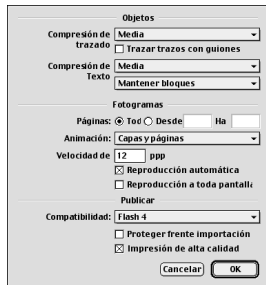 Objetos
Compresión de trazado Media
Trazar trazos con guiones
Compresión de Texto Media
Mantener bloques
Fotogramas
Páginas: Tod Desde Ha
Animación: Capas y páginas
Velocidad de 12 ppp
Reproducción automática
Reproducción a toda pantalla
Publicar
Compatibilidad: Flash 4
Proteger frente importación
Impresión de alta calidad
Cancelar OK